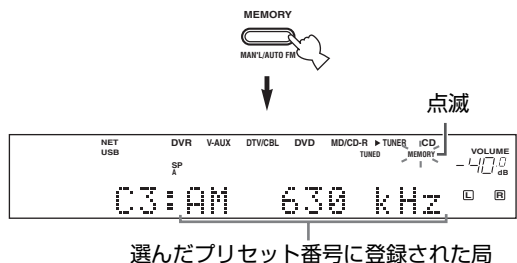 MEMORY
MAN'L/AUTO FM
点滅
NET DVR V-AUX DTV/CBL DVD MD/CD-R ▶TUNER CD
USB TUNED MEMORY VOLUME
SP
A
-40.0 dB
C3:AM 630 kHz L R
選んだプリセット番号に登録された局